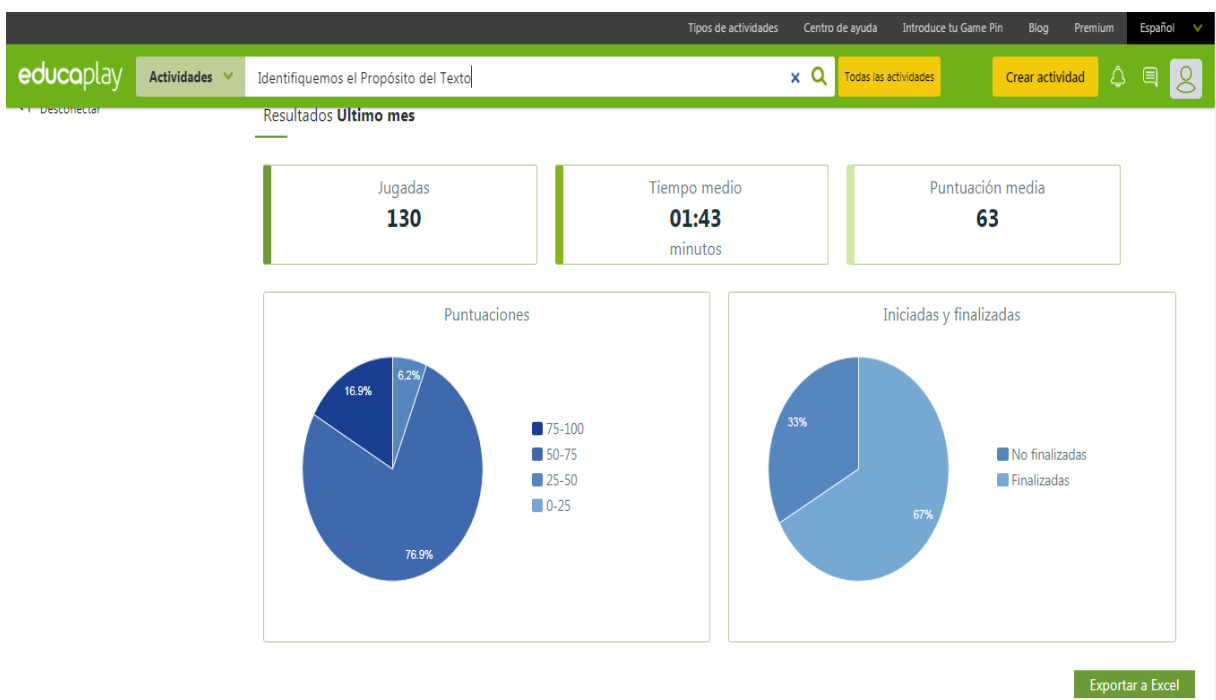 Tipos de actividades Centro de ayuda Introduce tu Game Pin Blog Premium Español
educaplay Actividades Identifiquemos el Propósito del Texto x Todas las actividades Crear actividad
Desconectar
Resultados Ultimo mes
Jugadas
130
Tiempo medio
01:43
minutos
Puntuación media
63
Puntuaciones
16.9%
6.2%
76.9%
75-100
50-75
25-50
0-25
Iniciadas y finalizadas
33%
67%
No finalizadas
Finalizadas
Exportar a Excel